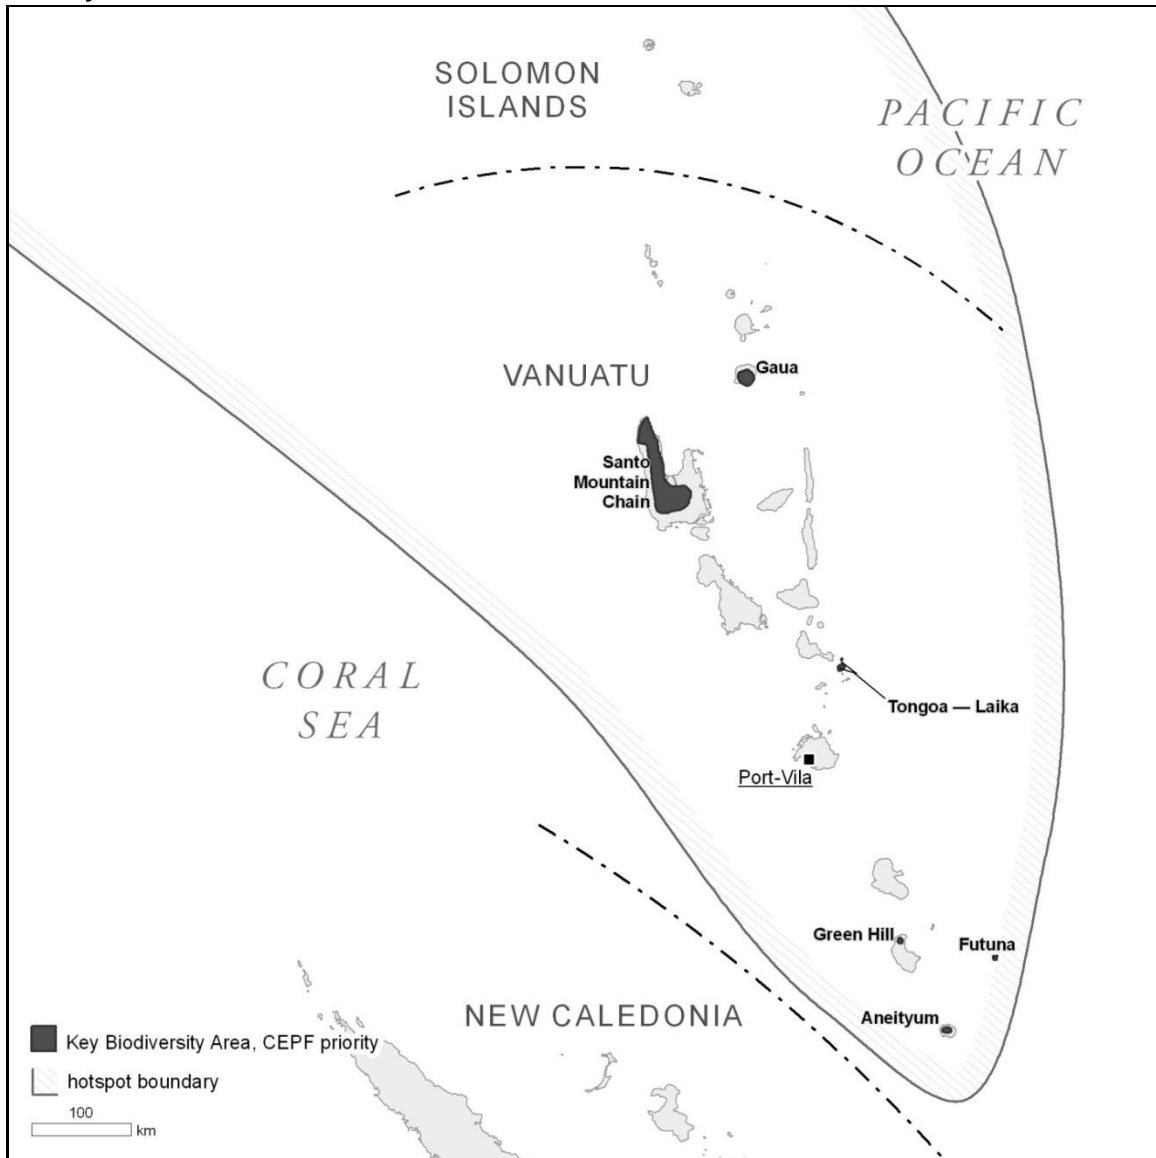 SOLOMON
ISLANDS
PACIFIC
OCEAN
VANUATU
Gaua
Santo
Mountain
Chain
CORAL
SEA
Tongoa — Laika
Port-Vila
Green Hill
Futuna
Aneityum
NEW CALEDONIA
Key Biodiversity Area, CEPF priority
hotspot boundary
100
km